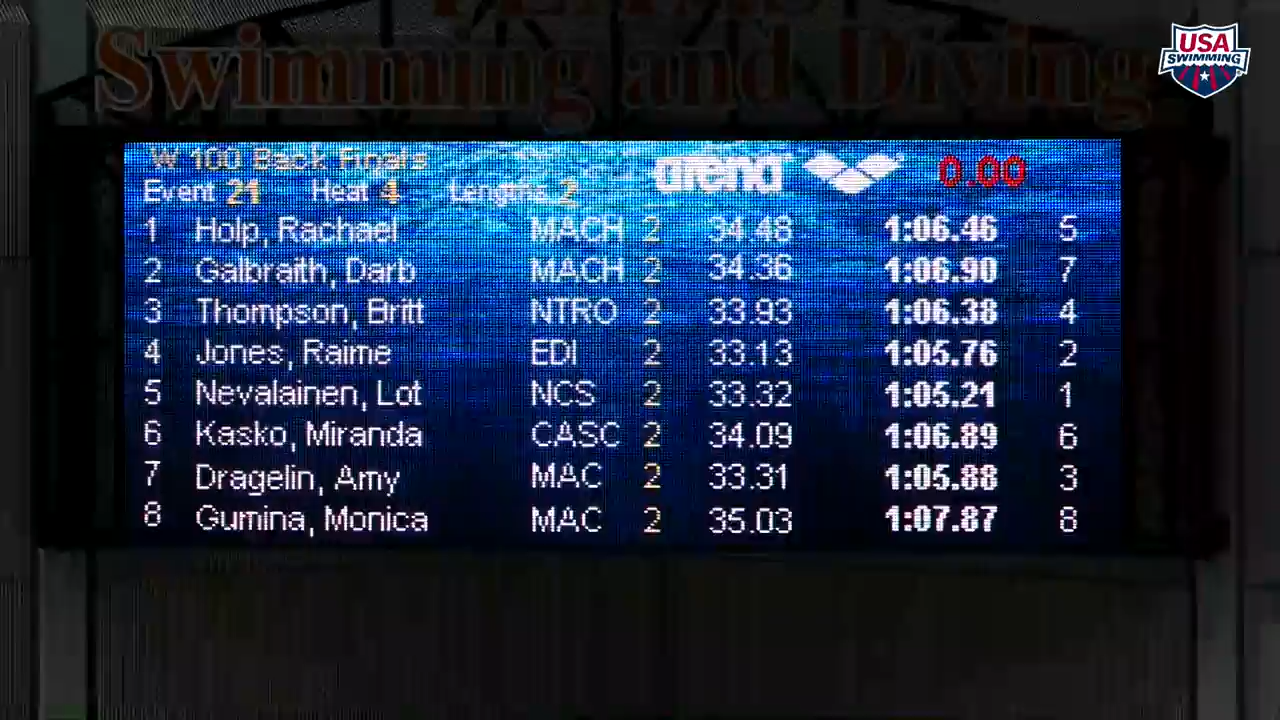 TEXAS
Swimming and Diving
USA
SWIMMING
W 100 Back Finals
arena
0.00
Event 21 Heat 4 Lengths 2
1 Holp, Rachael MACH 2 34.48 1:06.46 5
2 Galbraith, Darb MACH 2 34.36 1:06.90 7
3 Thompson, Britt NTRO 2 33.93 1:06.38 4
4 Jones, Raime EDI 2 33.13 1:05.76 2
5 Nevalainen, Lot NCS 2 33.32 1:05.21 1
6 Kasko, Miranda CASC 2 34.09 1:06.89 6
7 Dragelin, Amy MAC 2 33.31 1:05.88 3
8 Gumina, Monica MAC 2 35.03 1:07.87 8